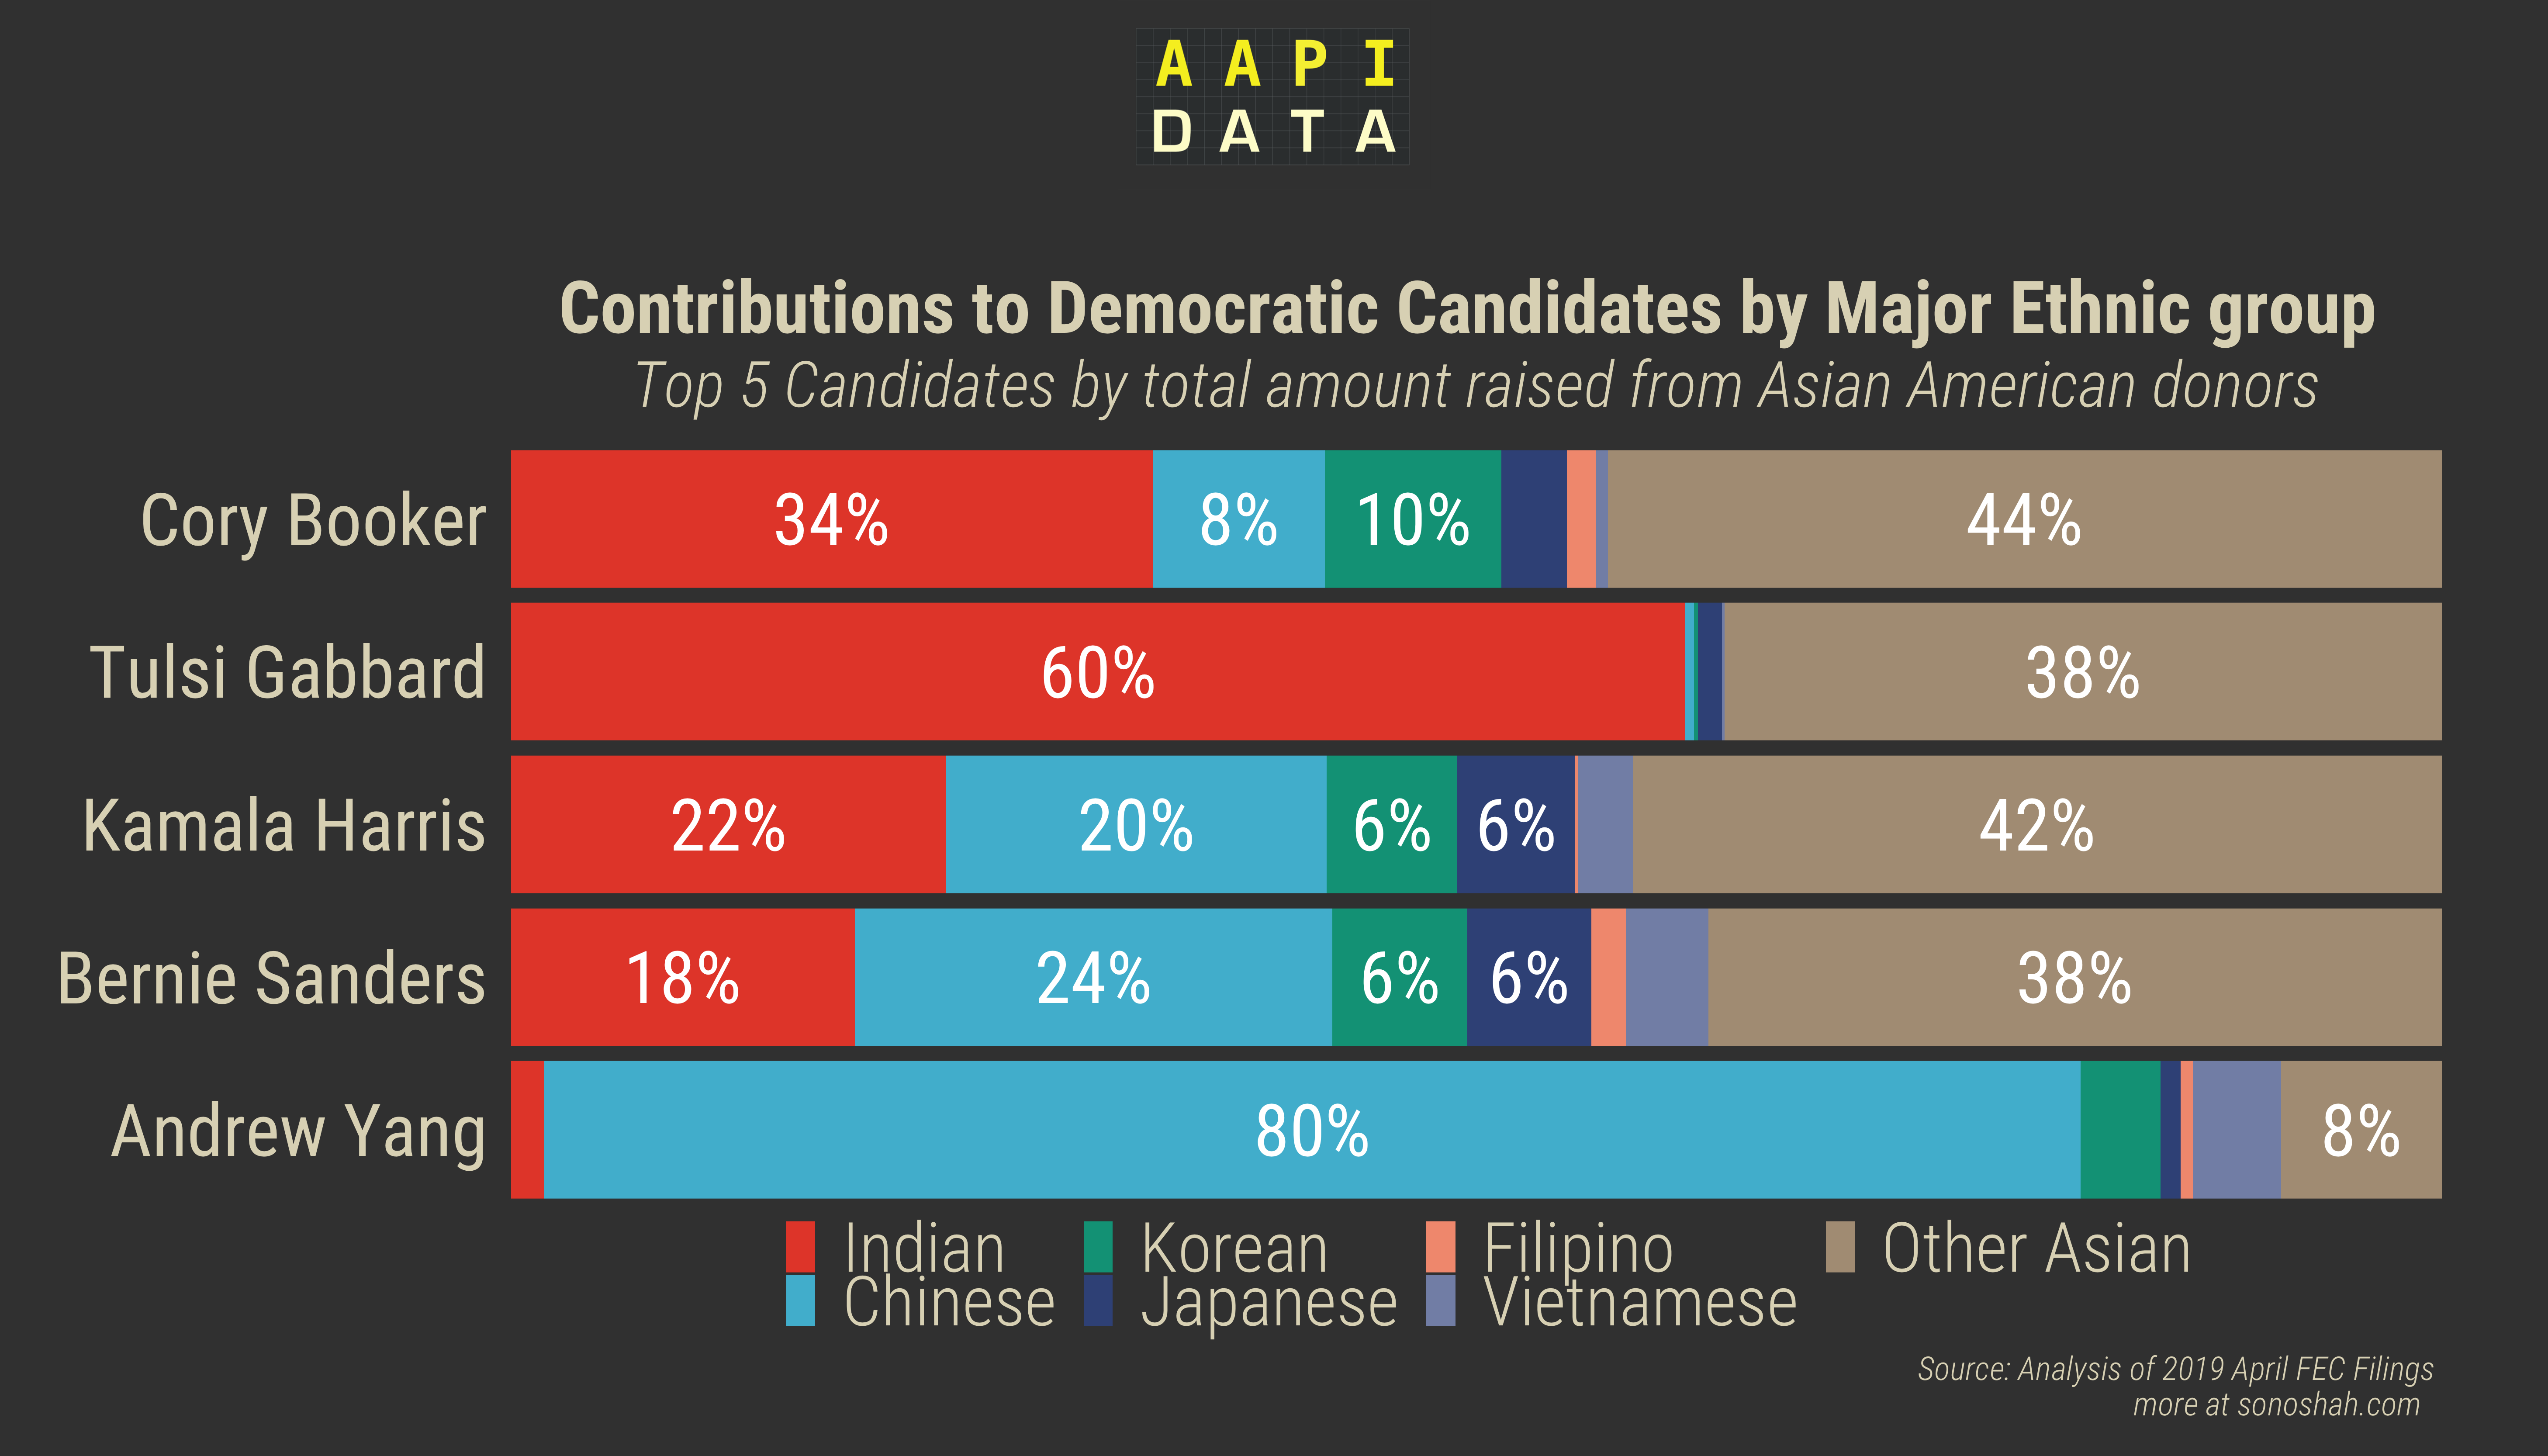 AAPI
DATA
Contributions to Democratic Candidates by Major Ethnic group
Top 5 Candidates by total amount raised from Asian American donors
Cory Booker 34% 8% 10% 44%
Tulsi Gabbard 60% 38%
Kamala Harris 22% 20% 6% 6% 42%
Bernie Sanders 18% 24% 6% 6% 38%
Andrew Yang 80% 8%
Indian Korean Filipino Other Asian
Chinese Japanese Vietnamese
Source: Analysis of 2019 April FEC Filings
more at sonoshah.com